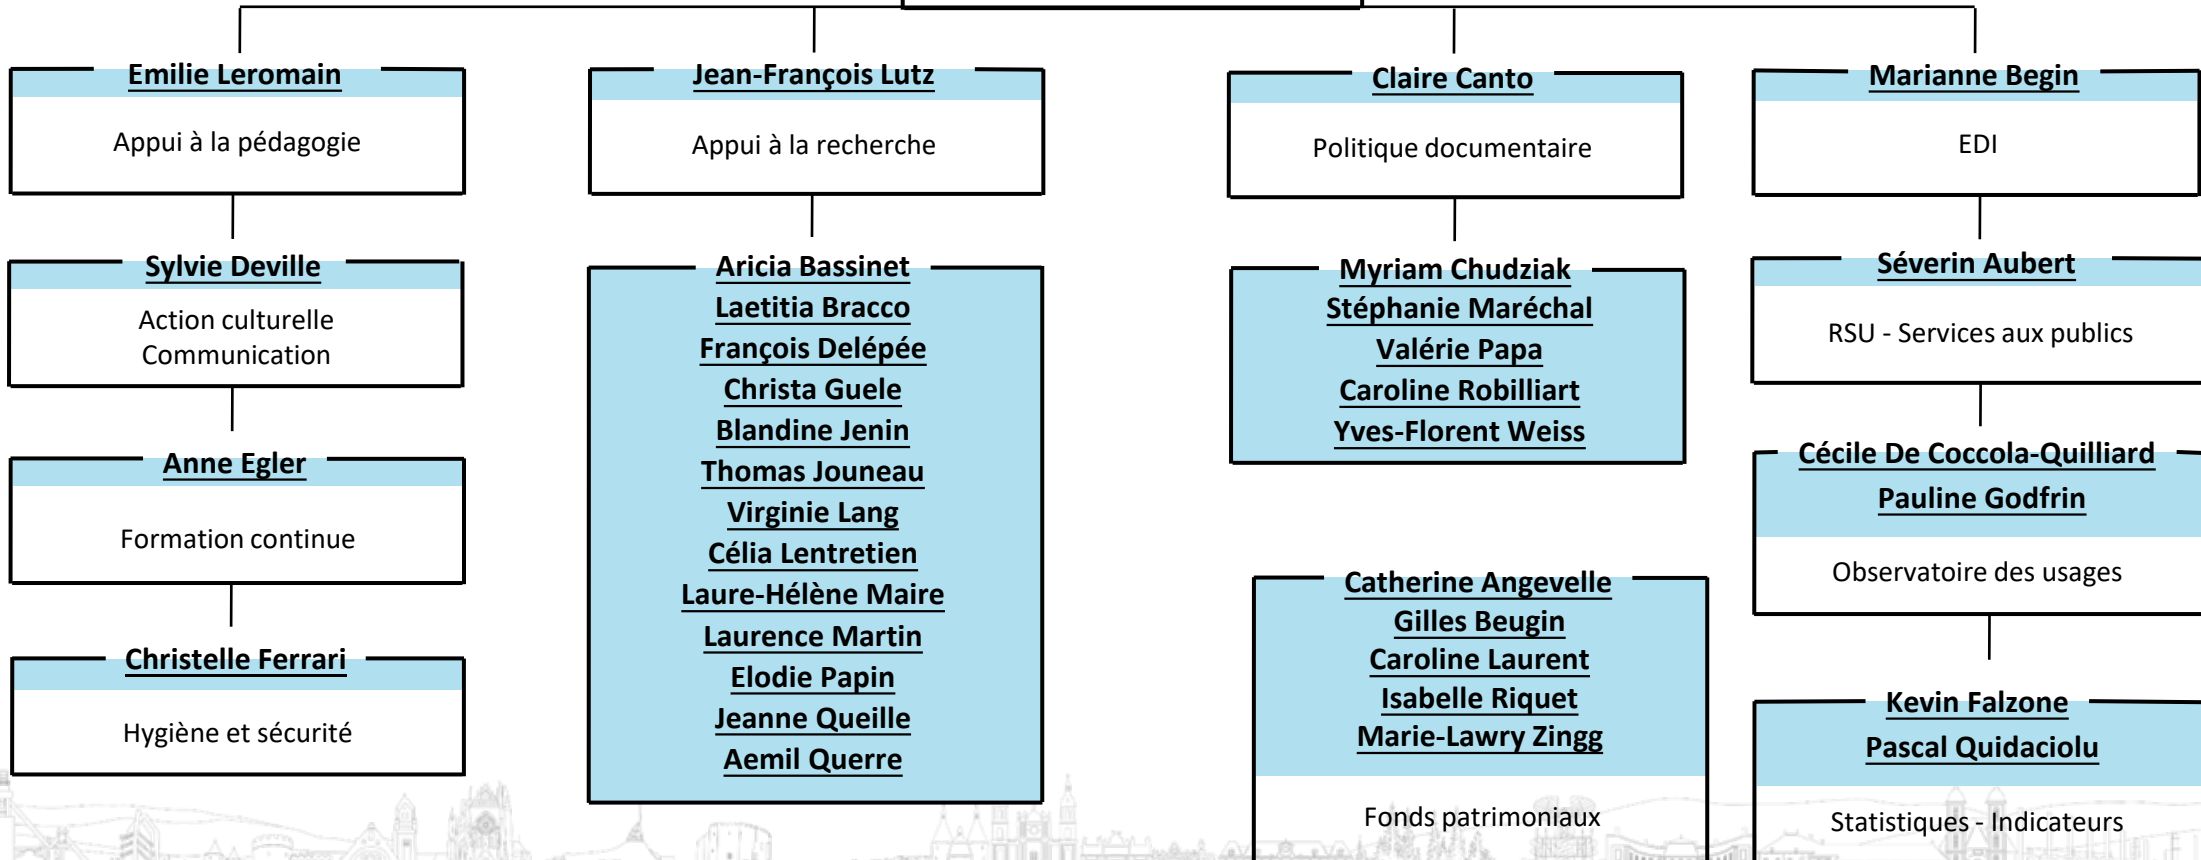 Emilie Leromain
Appui à la pédagogie
Sylvie Deville
Action culturelle
Communication
Anne Egler
Formation continue
Christelle Ferrari
Hygiène et sécurité
Jean-François Lutz
Appui à la recherche
Aricia Bassinet
Laetitia Bracco
François Delépée
Christa Guele
Blandine Jenin
Thomas Jouneau
Virginie Lang
Célia Lentretien
Laure-Hélène Maire
Laurence Martin
Elodie Papin
Jeanne Queille
Aemil Querre
Claire Canto
Politique documentaire
Myriam Chudziak
Stéphanie Maréchal
Valérie Papa
Caroline Robilliart
Yves-Florent Weiss
Catherine Angevelle
Gilles Beugin
Caroline Laurent
Isabelle Riquet
Marie-Lawry Zingg
Fonds patrimoniaux
Marianne Begin
EDI
Séverin Aubert
RSU - Services aux publics
Cécile De Coccola-Quilliard
Pauline Godfrin
Observatoire des usages
Kevin Falzone
Pascal Quidaciolu
Statistiques - Indicateurs